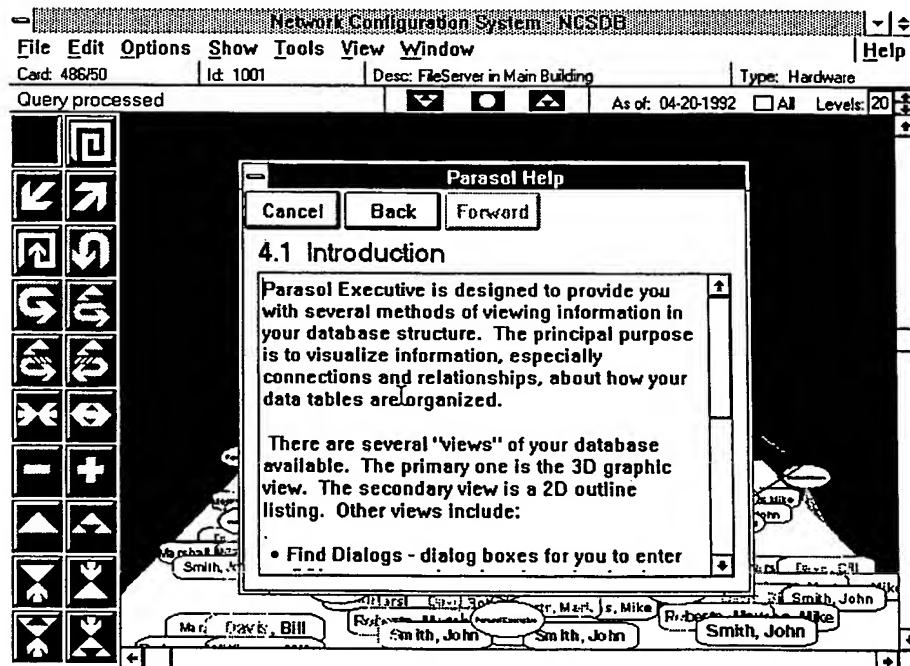 Network Configuration System - NCSDB
File Edit Options Show Tools View Window Help
Card: 486/50 Id: 1001 Desc: FileServer in Main Building Type: Hardware
Query processed As of: 04-20-1992 All Levels: 20
Parasol Help
Cancel Back Forward
4.1 Introduction
Parasol Executive is designed to provide you
with several methods of viewing information in
your database structure. The principal purpose
is to visualize information, especially
connections and relationships, about how your
data tables are organized.
There are several "views" of your database
available. The primary one is the 3D graphic
view. The secondary view is a 2D outline
listing. Other views include:
• Find Dialogs - dialog boxes for you to enter
Smith, John
Mike
Davis, Bill
Smith, John
Smith, John
Mike
Smith, John